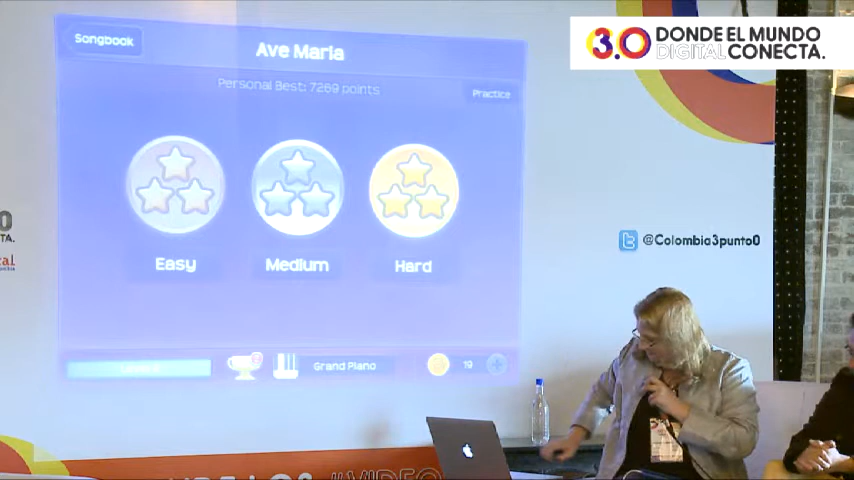 3.0 DONDE EL MUNDO
DIGITAL CONECTA.
Songbook
Ave Maria
Personal Best: 7269 points
Practice
Easy
Medium
Hard
Grand Piano
19
@Colombia3punto0